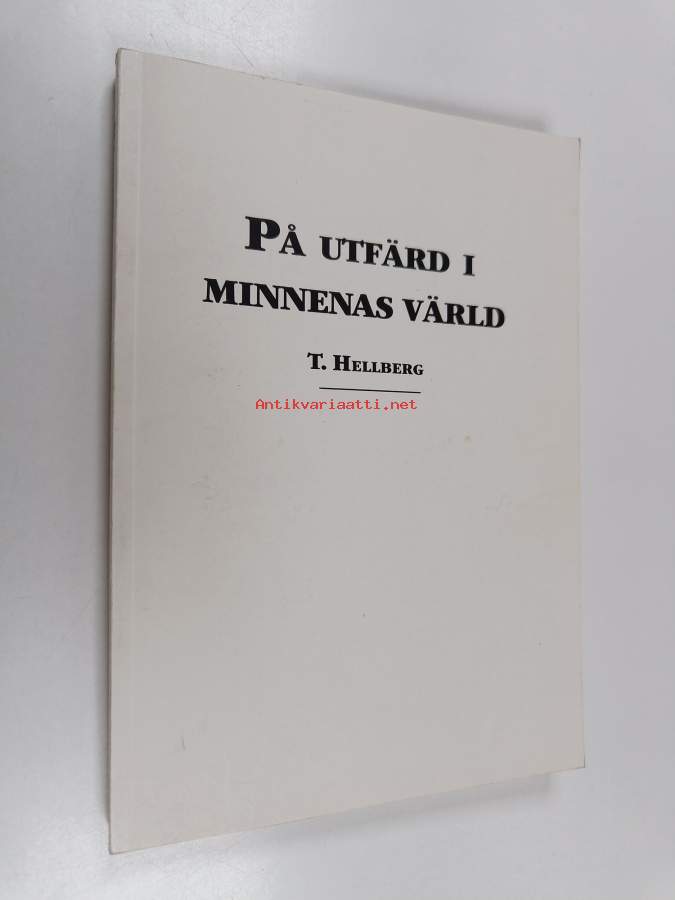 PÅ UTFÄRD I
MINNENAS VÄRLD
T. HELLBERG
Antikvariaatti.net